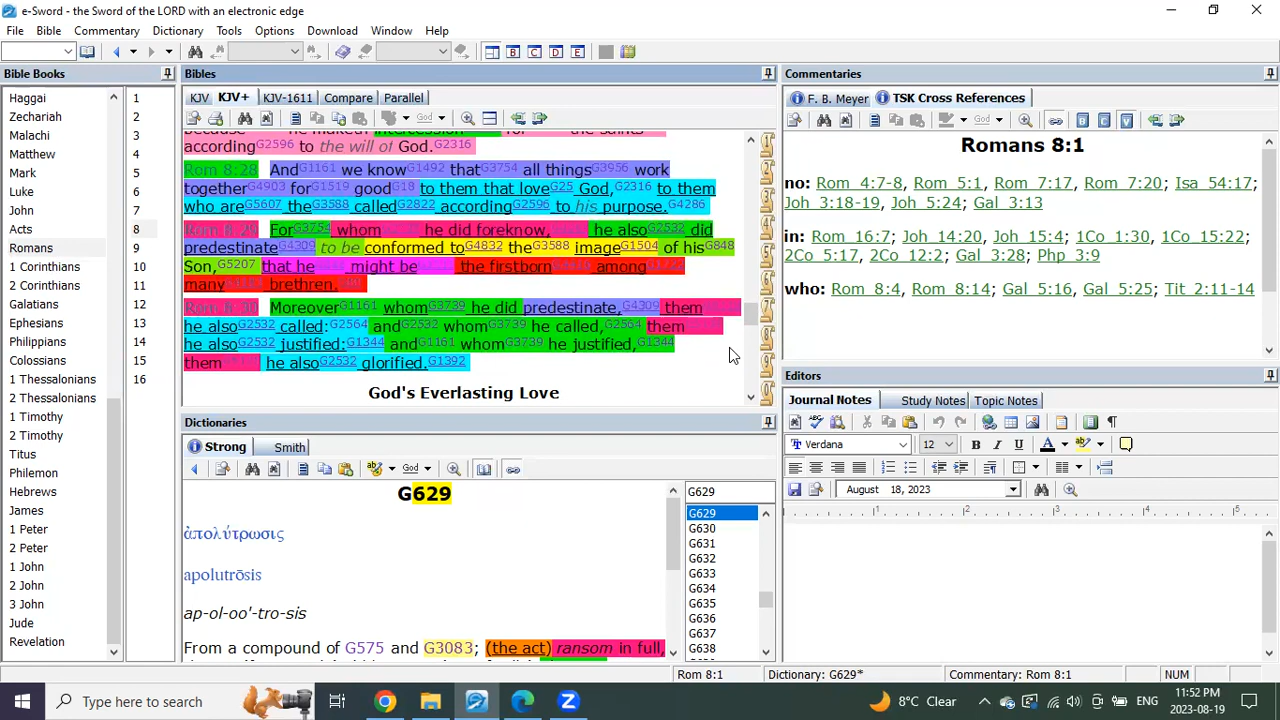 e-Sword - the Sword of the LORD with an electronic edge
File Bible Commentary Dictionary Tools Options Download Window Help
Bible Books
Haggai
Zechariah
Malachi
Matthew
Mark
Luke
John
Acts
Romans
1 Corinthians
2 Corinthians
Galatians
Ephesians
Philippians
Colossians
1 Thessalonians
2 Thessalonians
1 Timothy
2 Timothy
Titus
Philemon
Hebrews
James
1 Peter
2 Peter
1 John
2 John
3 John
Jude
Revelation
1
2
3
4
5
6
7
8
9
10
11
12
13
14
15
16
Bibles
KJV KJV+ KJV-1611 Compare Parallel
according G2596 to the will of God. G2316
Rom 8:28 And G1161 we know G1492 that G3754 all things G3956 work
together G4903 for G1519 good G18 to them that love G25 God, G2316 to them
who are G5607 the G3588 called G2822 according G2596 to his purpose. G4286
Rom 8:29 For G3754 whom he did foreknow, he also G2532 did
predestinate G4309 to be conformed to G4832 the G3588 image G1504 of his G848
Son, G5207 that he might be the firstborn among
many brethren.
Rom 8:30 Moreover G1161 whom G3739 he did predestinate, G4309 them
he also G2532 called: G2564 and G2532 whom G3739 he called, G2564 them
he also G2532 justified: G1344 and G1161 whom G3739 he justified, G1344
them he also G2532 glorified. G1392
God's Everlasting Love
Dictionaries
Strong Smith
G629
ἀπολύτρωσις
apolutrōsis
ap-ol-oo'-tro-sis
From a compound of G575 and G3083; (the act) ransom in full,
G629
G629
G630
G631
G632
G633
G634
G635
G636
G637
G638
Commentaries
F. B. Meyer TSK Cross References
Romans 8:1
no: Rom 4:7-8, Rom 5:1, Rom 7:17, Rom 7:20; Isa 54:17;
Joh 3:18-19, Joh 5:24; Gal 3:13
in: Rom 16:7; Joh 14:20, Joh 15:4; 1Co 1:30, 1Co 15:22;
2Co 5:17, 2Co 12:2; Gal 3:28; Php 3:9
who: Rom 8:4, Rom 8:14; Gal 5:16, Gal 5:25; Tit 2:11-14
Editors
Journal Notes Study Notes Topic Notes
Verdana 12
August 18, 2023
1 2 3 4 5
Rom 8:1 Dictionary: G629* Commentary: Rom 8:1 NUM
Type here to search
8°C Clear
ENG
11:52 PM
2023-08-19